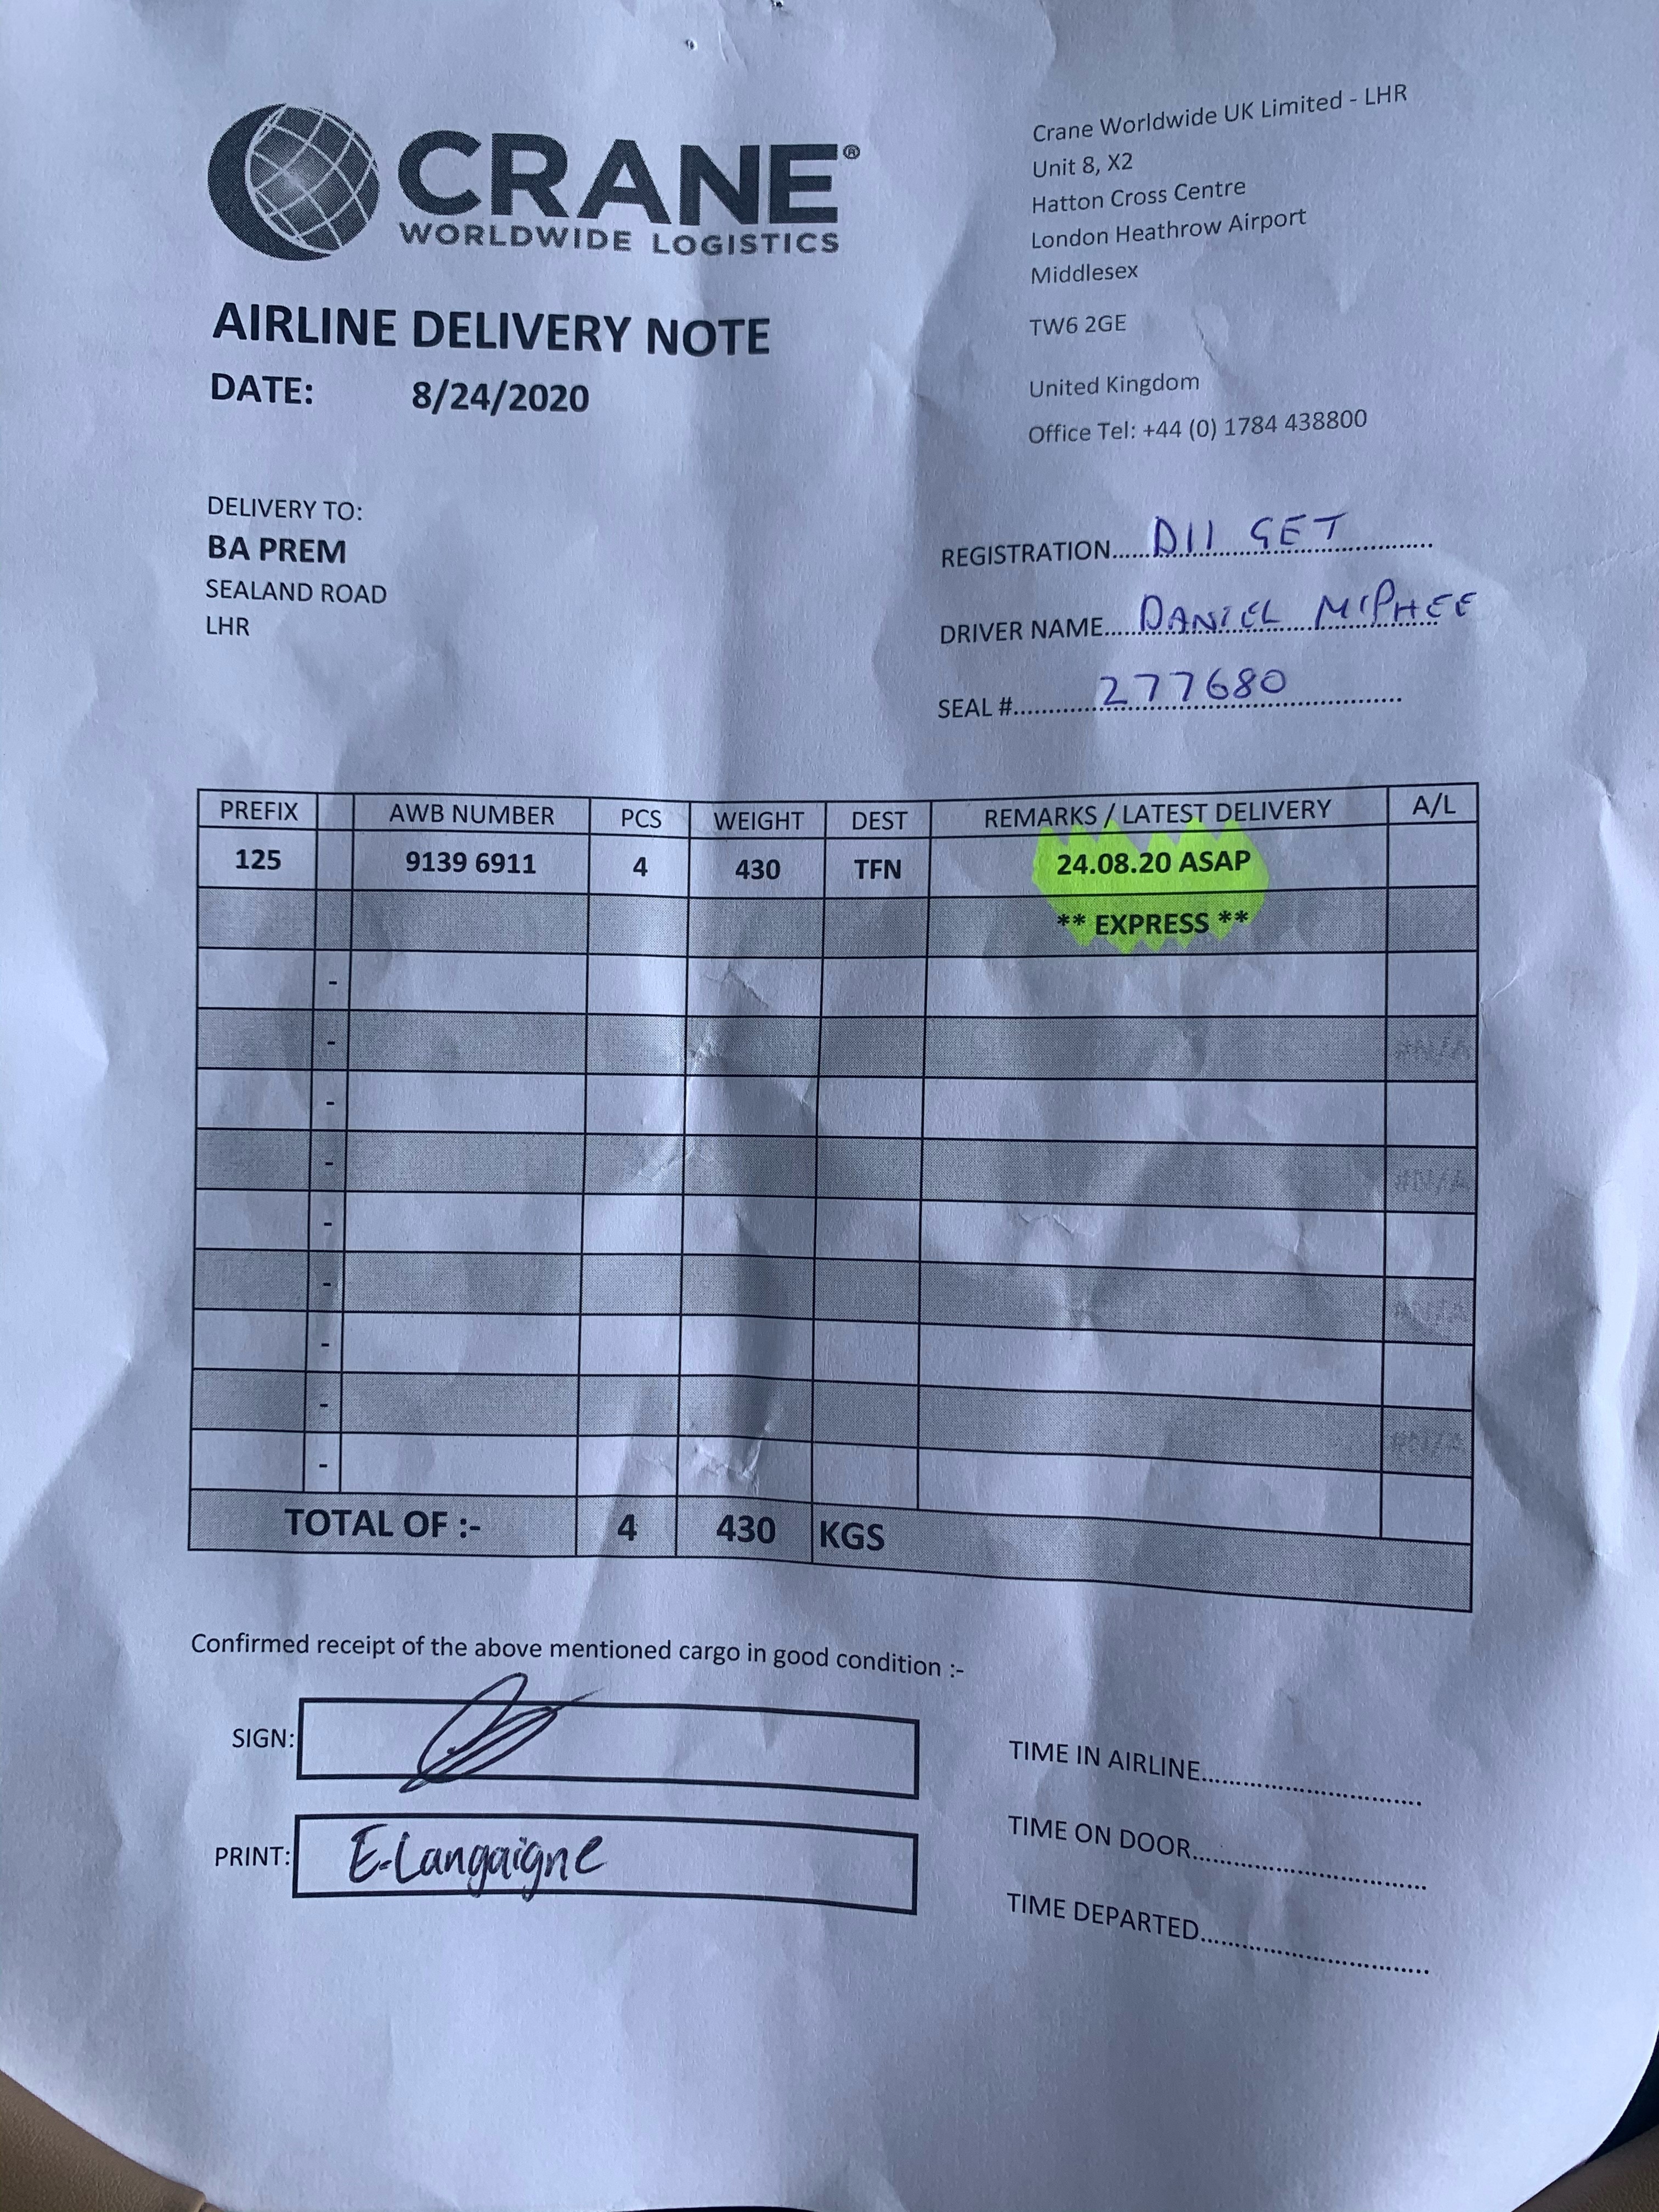 CRANE®
WORLDWIDE LOGISTICS
Crane Worldwide UK Limited - LHR
Unit 8, X2
Hatton Cross Centre
London Heathrow Airport
Middlesex
TW6 2GE
United Kingdom
Office Tel: +44 (0) 1784 438800
AIRLINE DELIVERY NOTE
DATE: 8/24/2020
DELIVERY TO:
BA PREM
SEALAND ROAD
LHR
REGISTRATION...... D11 GET
DRIVER NAME...... DANIEL MCPHEE
SEAL #...... 277680
PREFIX AWB NUMBER PCS WEIGHT DEST REMARKS / LATEST DELIVERY A/L
125 9139 6911 4 430 TFN 24.08.20 ASAP
** EXPRESS **
-
- #N/A
-
- #N/A
-
- #N/A
-
- #N/A
-
TOTAL OF :- 4 430 KGS
Confirmed receipt of the above mentioned cargo in good condition :-
SIGN:
PRINT: E-Langaigne
TIME IN AIRLINE......
TIME ON DOOR......
TIME DEPARTED......